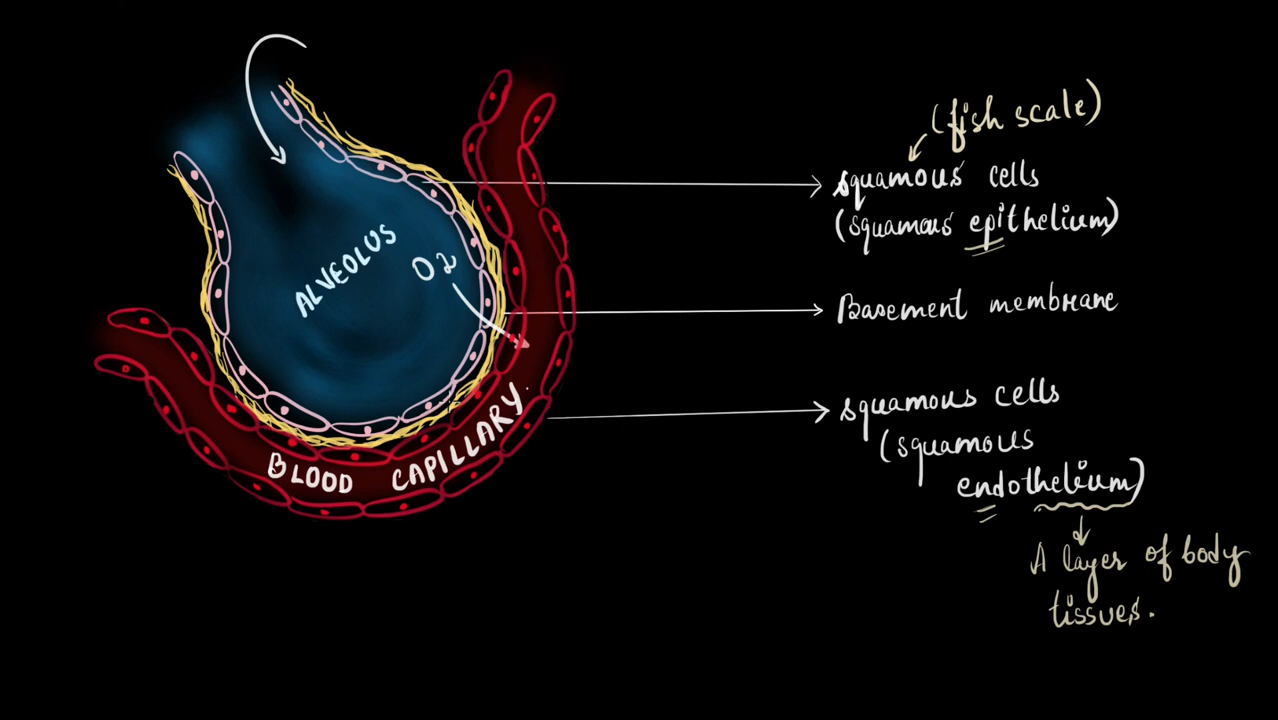 ALVEOLUS
O2
BLOOD CAPILLARY
(fish scale)
squamous cells
(squamous epithelium)
Basement membrane
squamous cells
(squamous
endothelium)
A layer of body
tissues.